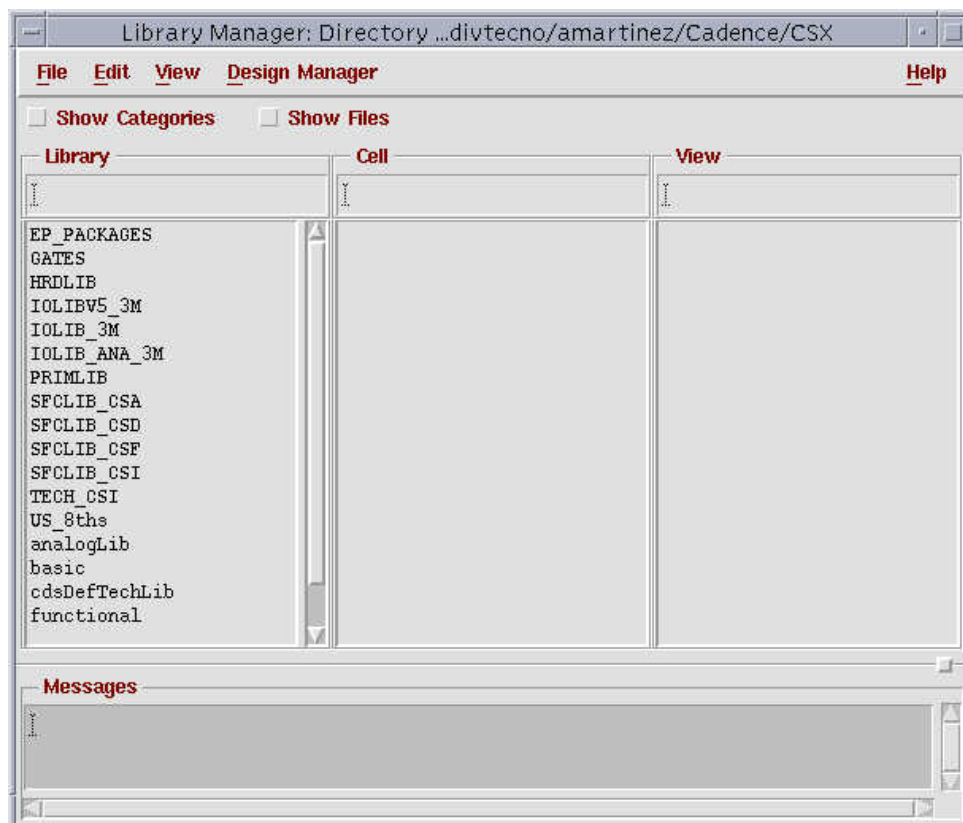 Library Manager: Directory ...divtecno/amartinez/Cadence/CSX
File Edit View Design Manager Help
Show Categories Show Files
Library Cell View
EP_PACKAGES
GATES
HRDLIB
IOLIBV5_3M
IOLIB_3M
IOLIB_ANA_3M
PRIMLIB
SFCLIB_CSA
SFCLIB_CSD
SFCLIB_CSF
SFCLIB_CSI
TECH_CSI
US_8ths
analogLib
basic
cdsDefTechLib
functional
Messages